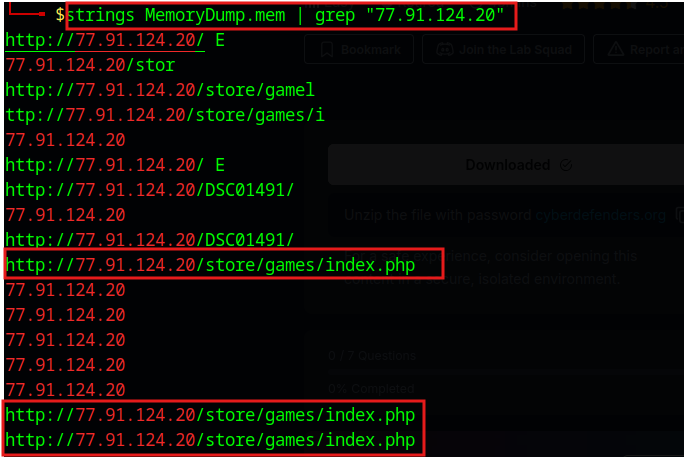 $strings MemoryDump.mem | grep "77.91.124.20"
http://77.91.124.20/ E
Bookmark
Join the Lab Squad
Report an
77.91.124.20/stor
http://77.91.124.20/store/gamel
ttp://77.91.124.20/store/games/i
77.91.124.20
http://77.91.124.20/ E
Downloaded
http://77.91.124.20/DSC01491/
77.91.124.20
Unzip the file with password cyberdefenders.org
http://77.91.124.20/DSC01491/
experience, consider opening this
http://77.91.124.20/store/games/index.php
isolated environment.
77.91.124.20
77.91.124.20
77.91.124.20
0 / 7 Questions
77.91.124.20
77.91.124.20
0% Completed
http://77.91.124.20/store/games/index.php
http://77.91.124.20/store/games/index.php